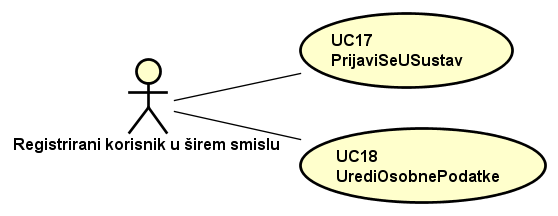 UC17
PrijaviSeUSustav
Registrirani korisnik u širem smislu
UC18
UrediOsobnePodatke